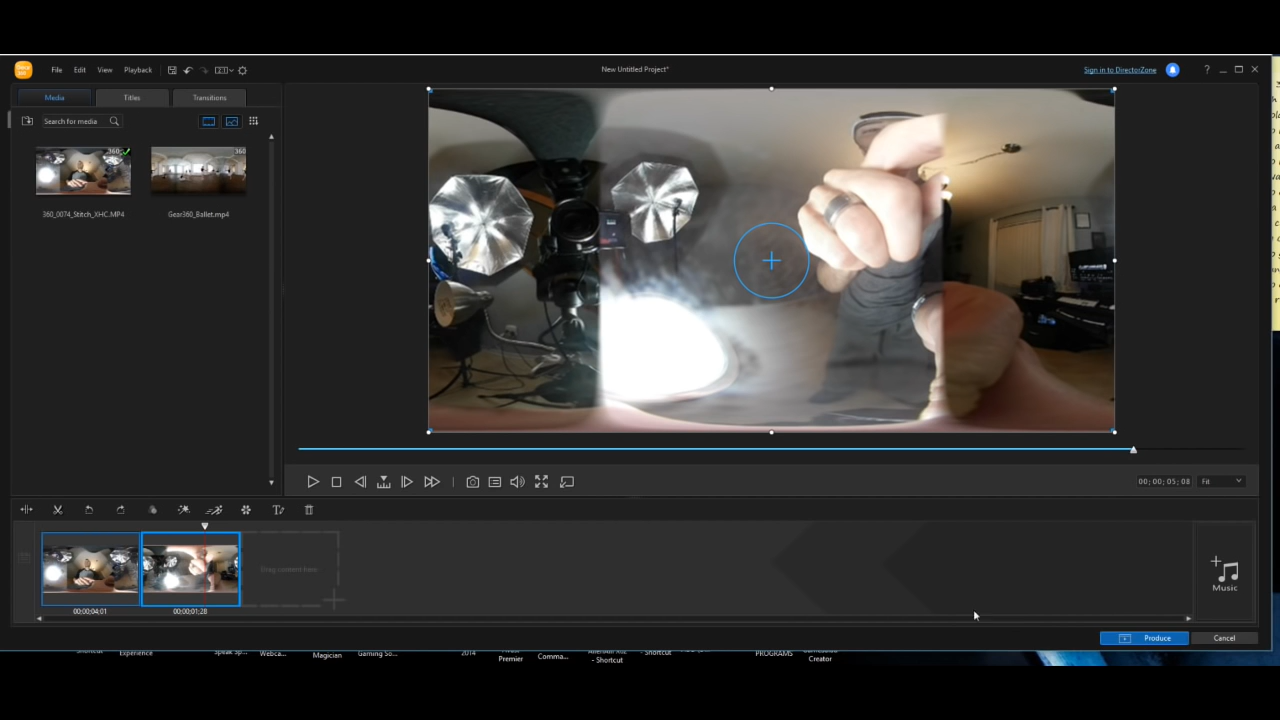 File Edit View Playback
New Untitled Project*
Sign in to DirectorZone
?
Media Titles Transitions
Search for media
360
360
360_0074_Stitch_XHC.MP4
Gear360_Ballet.mp4
00; 00; 05; 08
Fit
Drag content here
00;00;04;01
00;00;01;28
Music
Produce
Cancel
Shortcut
Experience
Webca...
Magician
Gaming So...
2014
Premier
Comma...
- Shortcut
- Shortcut
PROGRAMS
Creator